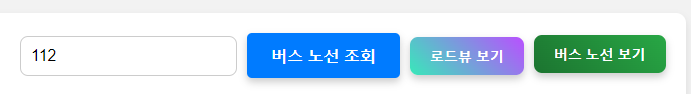 112 버스 노선 조회 로드뷰 보기 버스 노선 보기